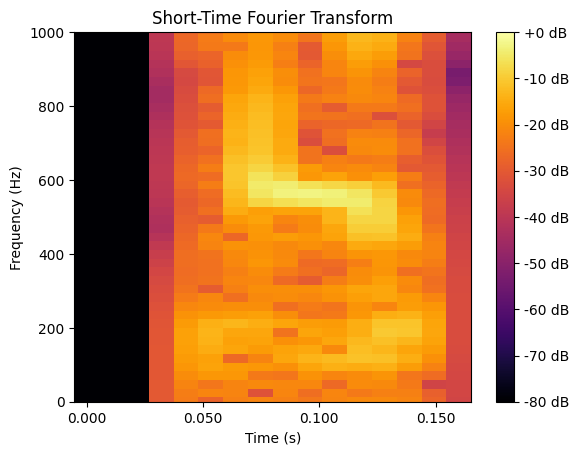 Short-Time Fourier Transform
Frequency (Hz)
1000
800
600
400
200
0
0.000
0.050
0.100
0.150
Time (s)
+0 dB
-10 dB
-20 dB
-30 dB
-40 dB
-50 dB
-60 dB
-70 dB
-80 dB